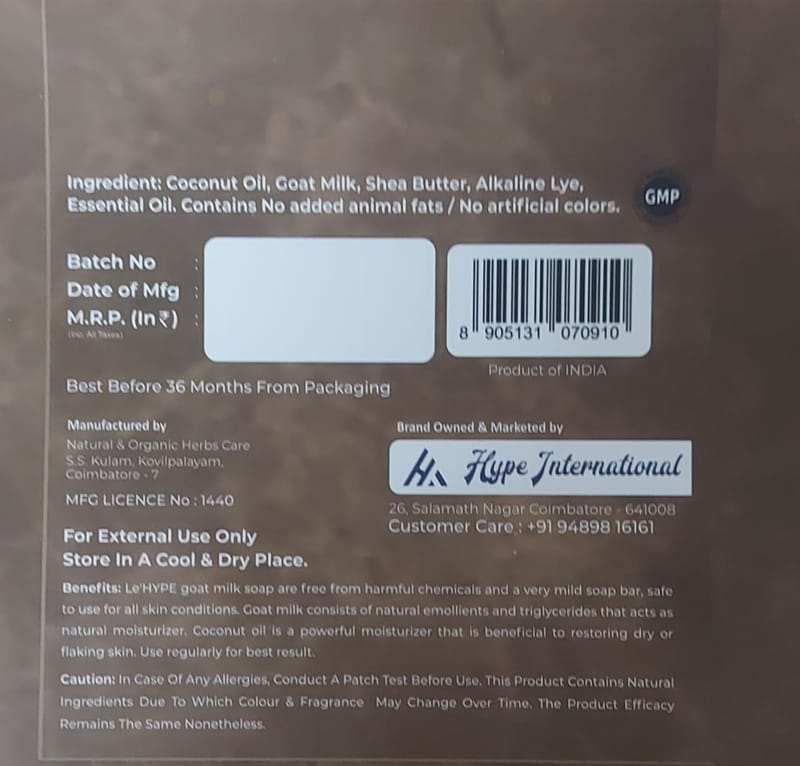 Ingredient: Coconut Oil, Goat Milk, Shea Butter, Alkaline Lye,
Essential Oil. Contains No added animal fats / No artificial colors.
GMP
Batch No :
Date of Mfg :
M.R.P. (In ₹) :
(Inc. All Taxes)
8 905131 070910
Product of INDIA
Best Before 36 Months From Packaging
Manufactured by
Natural & Organic Herbs Care
S.S. Kulam, Kovilpalayam,
Coimbatore - 7
MFG LICENCE No : 1440
Brand Owned & Marketed by
Hype International
26, Salamath Nagar Coimbatore - 641008
Customer Care : +91 94898 16161
For External Use Only
Store In A Cool & Dry Place.
Benefits: Le'HYPE goat milk soap are free from harmful chemicals and a very mild soap bar, safe
to use for all skin conditions. Goat milk consists of natural emollients and triglycerides that acts as
natural moisturizer. Coconut oil is a powerful moisturizer that is beneficial to restoring dry or
flaking skin. Use regularly for best result.
Caution: In Case Of Any Allergies, Conduct A Patch Test Before Use. This Product Contains Natural
Ingredients Due To Which Colour & Fragrance May Change Over Time. The Product Efficacy
Remains The Same Nonetheless.